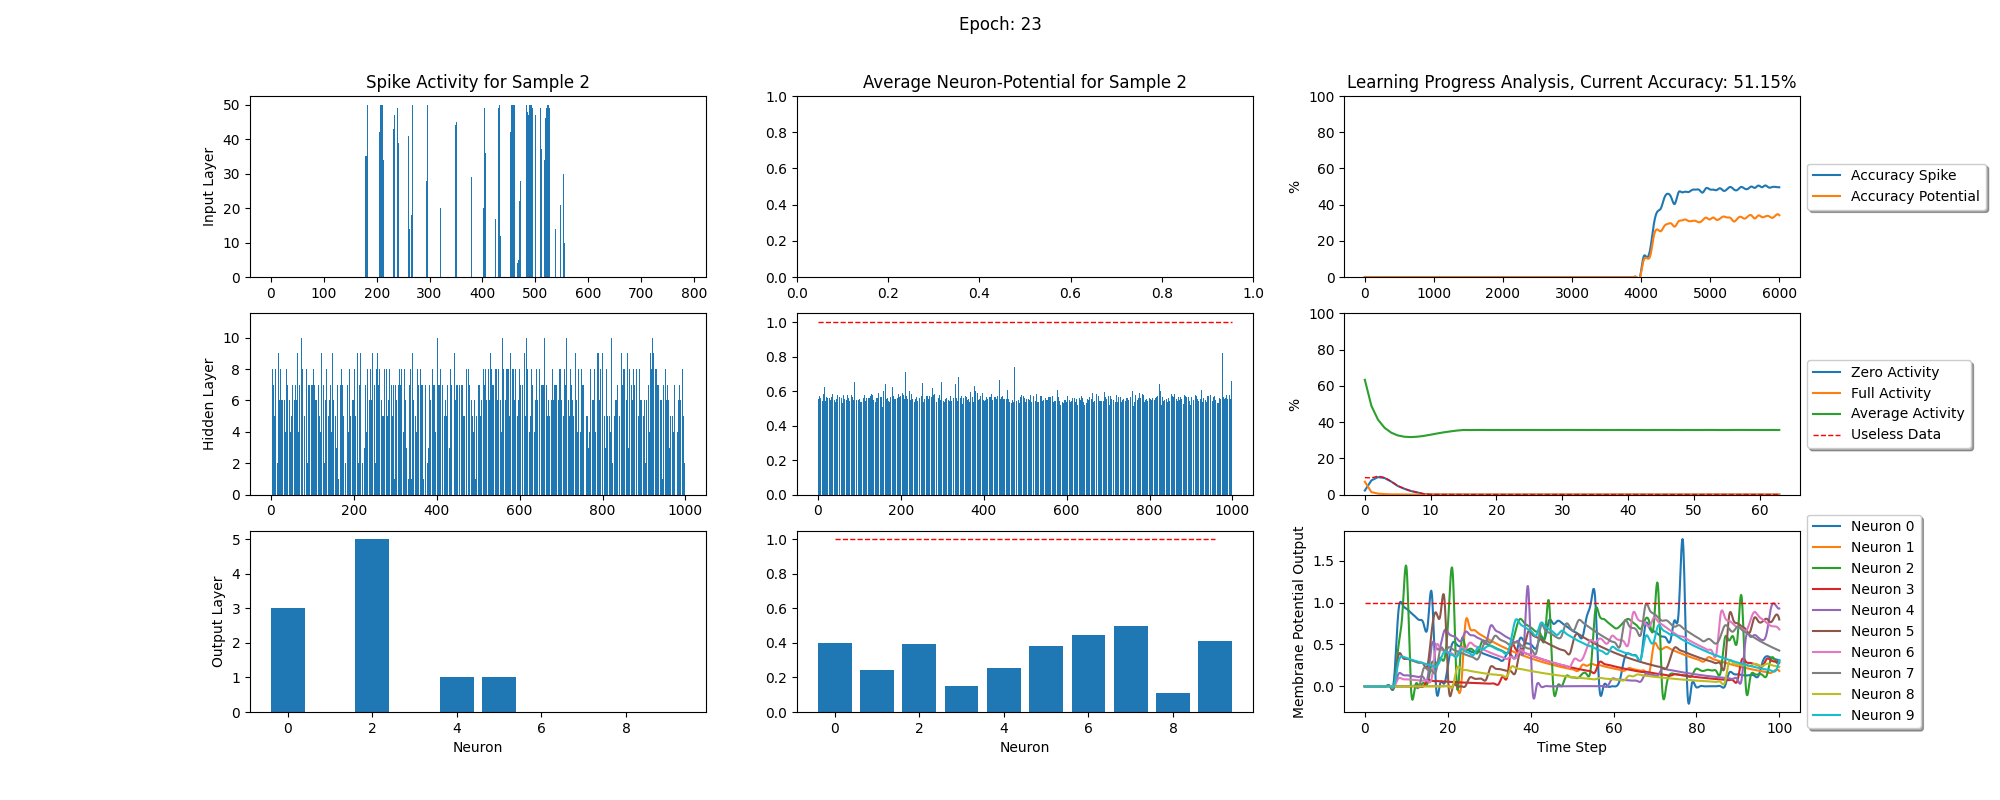 Epoch: 23
Spike Activity for Sample 2
Input Layer
50
40
30
20
10
0
0 100 200 300 400 500 600 700 800
Average Neuron-Potential for Sample 2
1.0
0.8
0.6
0.4
0.2
0.0
0.0 0.2 0.4 0.6 0.8 1.0
Learning Progress Analysis, Current Accuracy: 51.15%
%
100
80
60
40
20
0
0 1000 2000 3000 4000 5000 6000
Accuracy Spike
Accuracy Potential
Hidden Layer
10
8
6
4
2
0
0 200 400 600 800 1000
1.0
0.8
0.6
0.4
0.2
0.0
0 200 400 600 800 1000
%
100
80
60
40
20
0
0 10 20 30 40 50 60
Zero Activity
Full Activity
Average Activity
Useless Data
Output Layer
5
4
3
2
1
0
0 2 4 6 8
Neuron
1.0
0.8
0.6
0.4
0.2
0.0
0 2 4 6 8
Neuron
Membrane Potential Output
1.5
1.0
0.5
0.0
0 20 40 60 80 100
Time Step
Neuron 0
Neuron 1
Neuron 2
Neuron 3
Neuron 4
Neuron 5
Neuron 6
Neuron 7
Neuron 8
Neuron 9